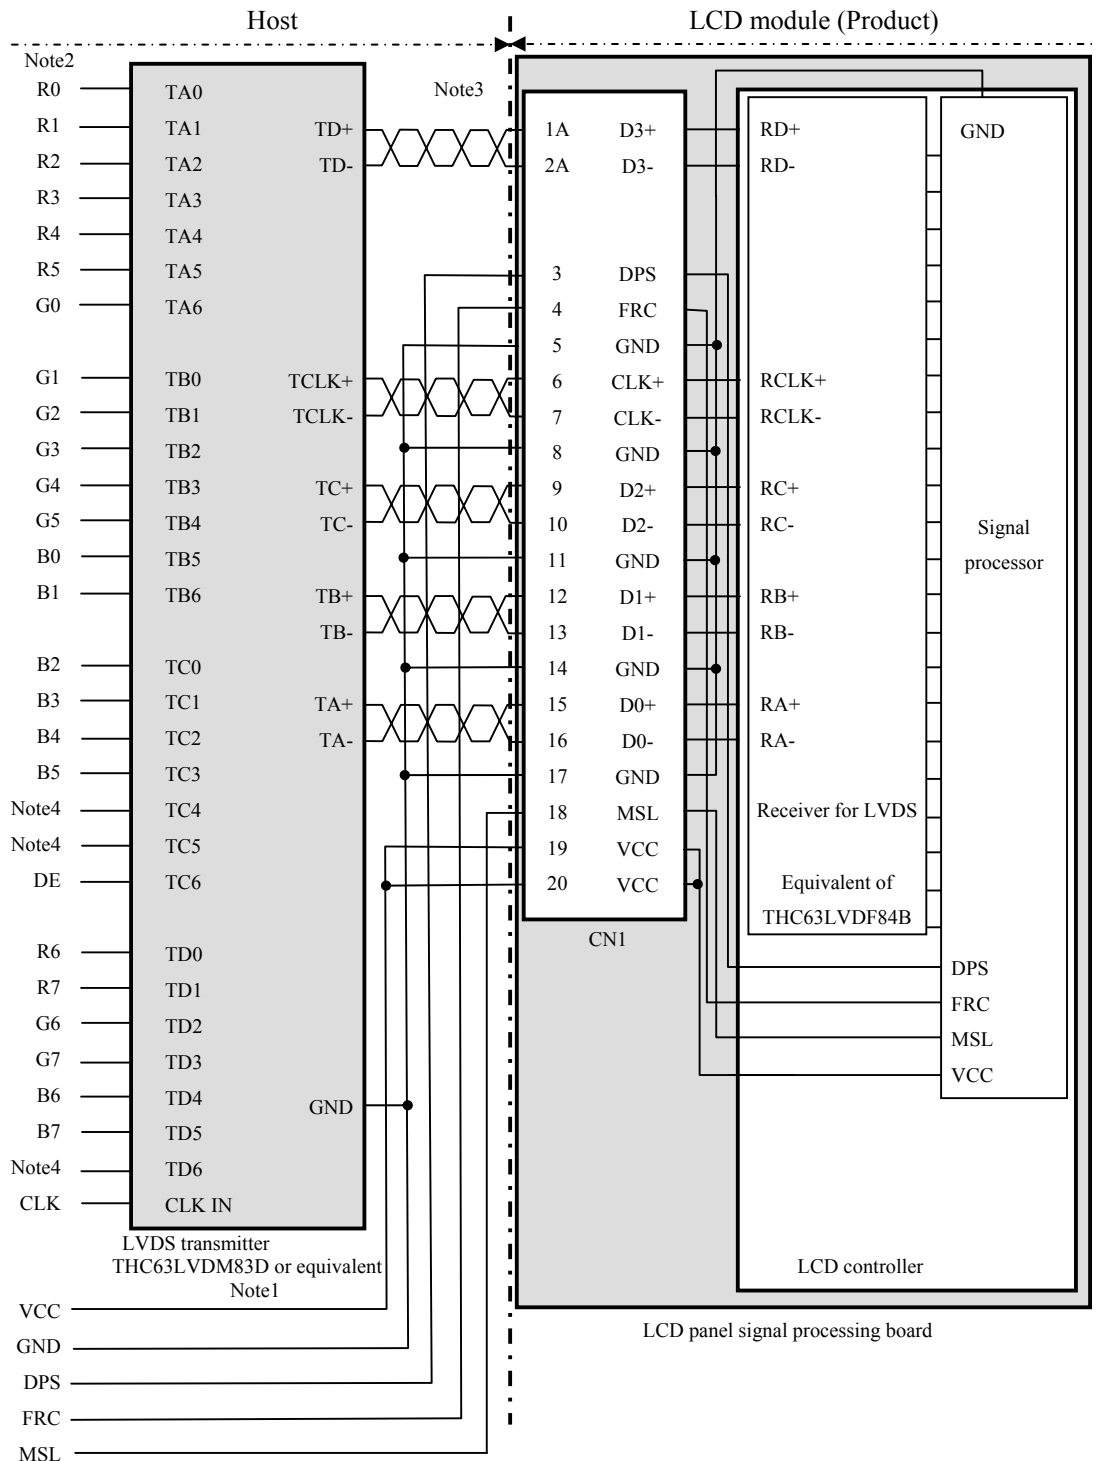 Host LCD module (Product)
Note2
Note3
R0 TA0
R1 TA1 TD+ 1A D3+ RD+ GND
R2 TA2 TD- 2A D3- RD-
R3 TA3
R4 TA4
R5 TA5 3 DPS
G0 TA6 4 FRC
5 GND
G1 TB0 TCLK+ 6 CLK+ RCLK+
G2 TB1 TCLK- 7 CLK- RCLK-
G3 TB2 8 GND
G4 TB3 TC+ 9 D2+ RC+
G5 TB4 TC- 10 D2- RC- Signal
B0 TB5 11 GND processor
B1 TB6 TB+ 12 D1+ RB+
TB- 13 D1- RB-
B2 TC0 14 GND
B3 TC1 TA+ 15 D0+ RA+
B4 TC2 TA- 16 D0- RA-
B5 TC3 17 GND
Note4 TC4 18 MSL Receiver for LVDS
Note4 TC5 19 VCC
DE TC6 20 VCC Equivalent of
THC63LVDF84B
CN1
R6 TD0 DPS
R7 TD1 FRC
G6 TD2 MSL
G7 TD3 VCC
B6 TD4 GND
B7 TD5
Note4 TD6
CLK CLK IN
LVDS transmitter
THC63LVDM83D or equivalent LCD controller
Note1
VCC
LCD panel signal processing board
GND
DPS
FRC
MSL